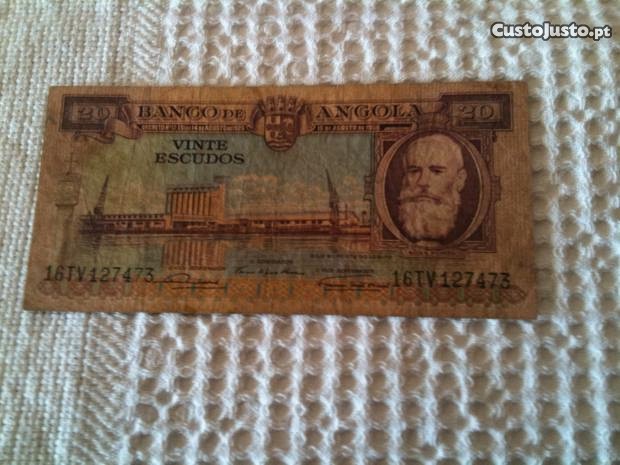 CustoJusto.pt
20 BANCO DE ANGOLA 20
VINTE
ESCUDOS
16TV127473 16TV127473